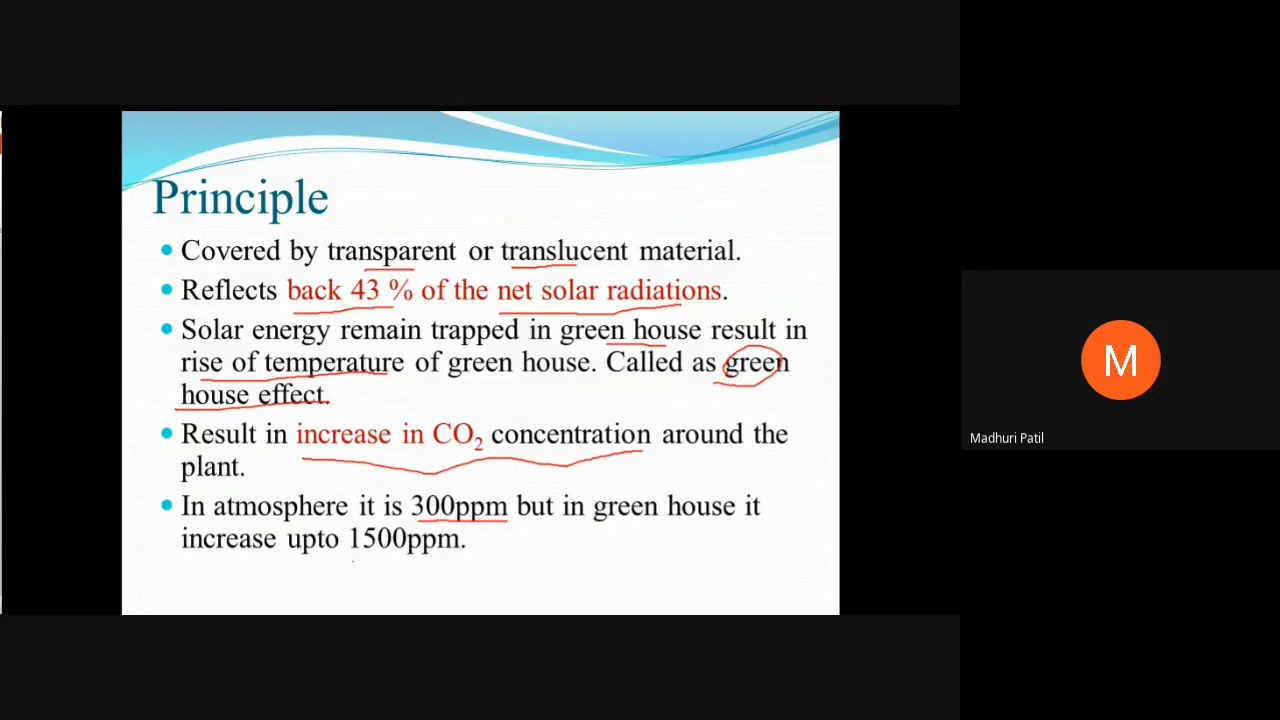 Principle
Covered by transparent or translucent material.
Reflects back 43 % of the net solar radiations.
Solar energy remain trapped in green house result in
rise of temperature of green house. Called as green
house effect.
Result in increase in CO2 concentration around the
plant.
In atmosphere it is 300ppm but in green house it
increase upto 1500ppm.
M
Madhuri Patil